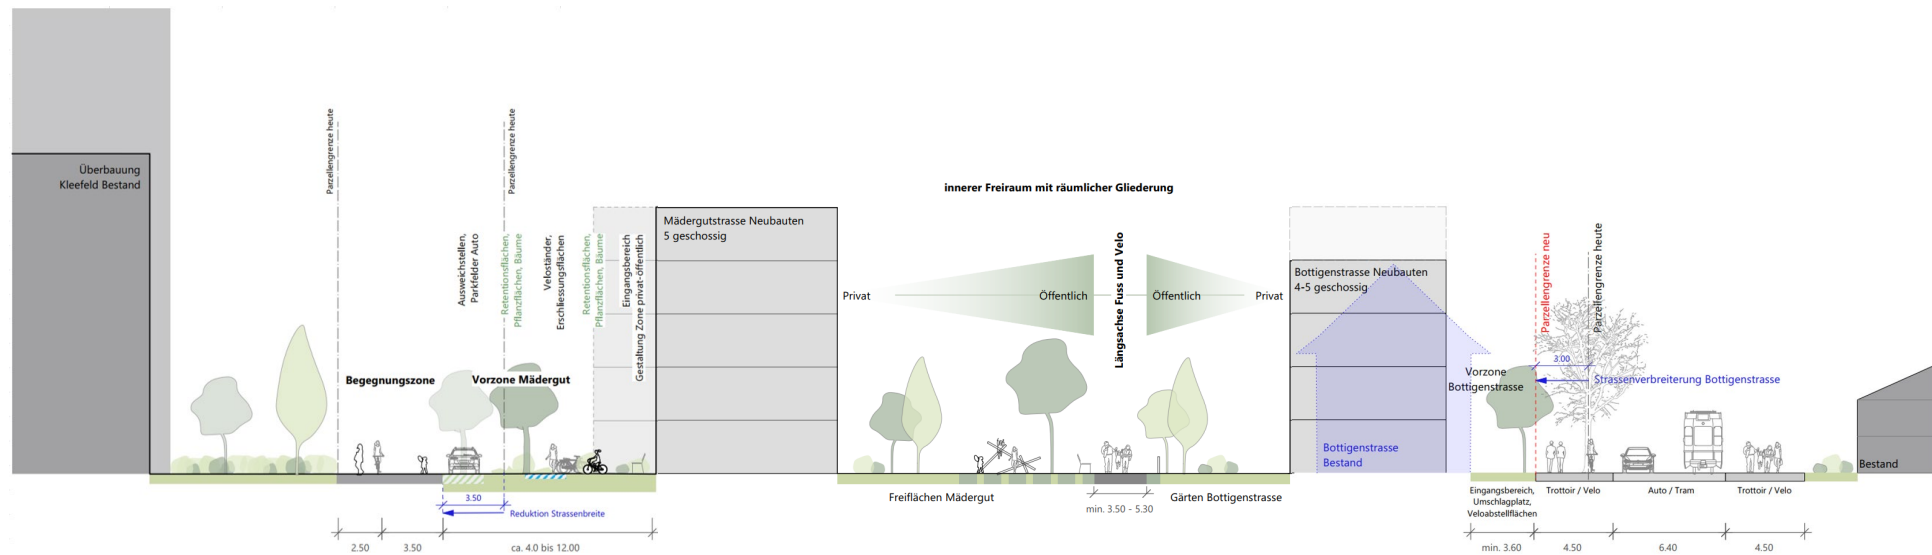 Überbauung
Kleefeld Bestand
Parzellengrenze heute
Parzellengrenze heute
Ausweichstellen,
Parkfelder Auto
Retentionsflächen,
Pflanzflächen, Bäume
Veloständer,
Erschliessungsflächen
Retentionsflächen,
Pflanzflächen, Bäume
Eingangsbereich
Gestaltung Zone privat-öffentlich
Begegnungszone
Vorzone Mädergut
Mädergutstrasse Neubauten
5 geschossig
3.50
Reduktion Strassenbreite
2.50
3.50
ca. 4.0 bis 12.00
innerer Freiraum mit räumlicher Gliederung
Privat
Öffentlich
Längsachse Fuss und Velo
Öffentlich
Privat
Freiflächen Mädergut
min. 3.50 - 5.30
Gärten Bottigenstrasse
Bottigenstrasse Neubauten
4-5 geschossig
Bottigenstrasse
Bestand
Vorzone
Bottigenstrasse
Parzellengrenze neu
Parzellengrenze heute
3.00
Strassenverbreiterung Bottigenstrasse
Bestand
Eingangsbereich,
Umschlagplatz,
Veloabstellflächen
Trottoir / Velo
Auto / Tram
Trottoir / Velo
min. 3.60
4.50
6.40
4.50